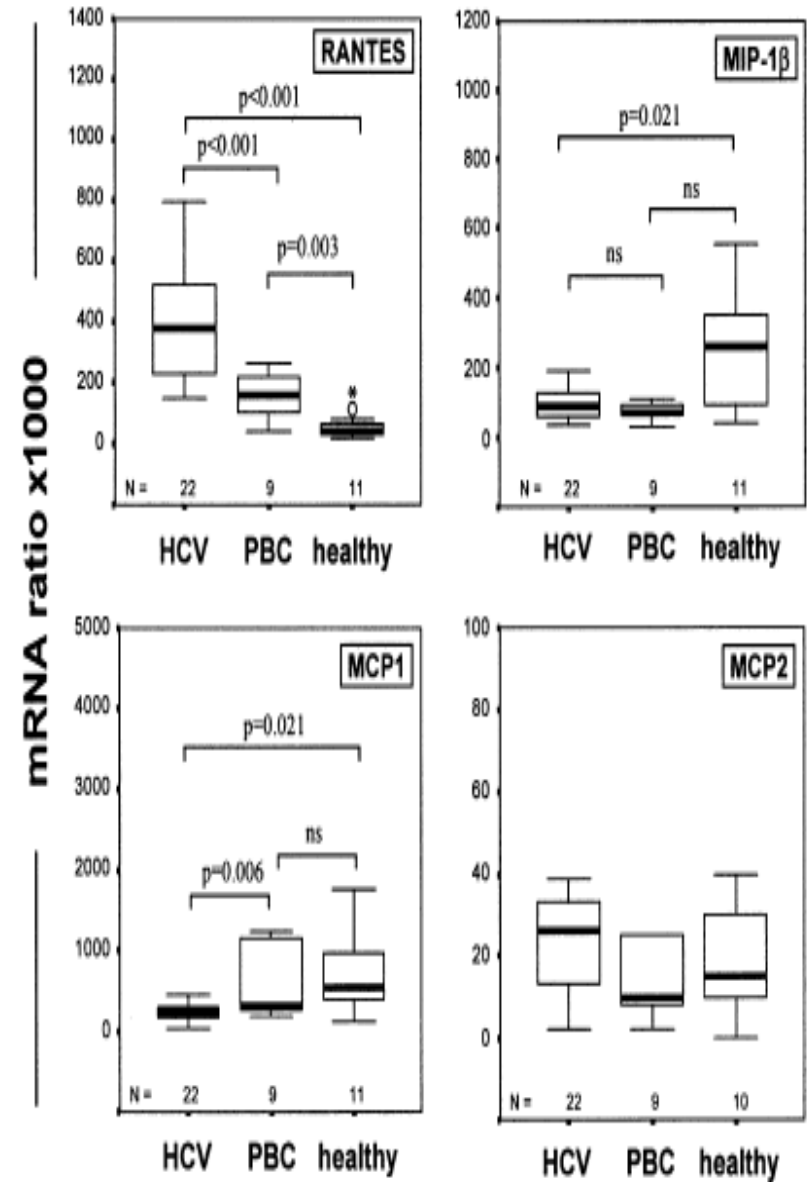 mRNA ratio x1000
RANTES
1400
1200
1000
800
600
400
200
0
p<0.001
p<0.001
p=0.003
*
O
N = 22 9 11
HCV PBC healthy
MIP-1β
1200
1000
800
600
400
200
0
p=0.021
ns
ns
N = 22 9 11
HCV PBC healthy
MCP1
5000
4000
3000
2000
1000
0
p=0.021
ns
p=0.006
N = 22 9 11
HCV PBC healthy
MCP2
100
80
60
40
20
0
N = 22 9 10
HCV PBC healthy